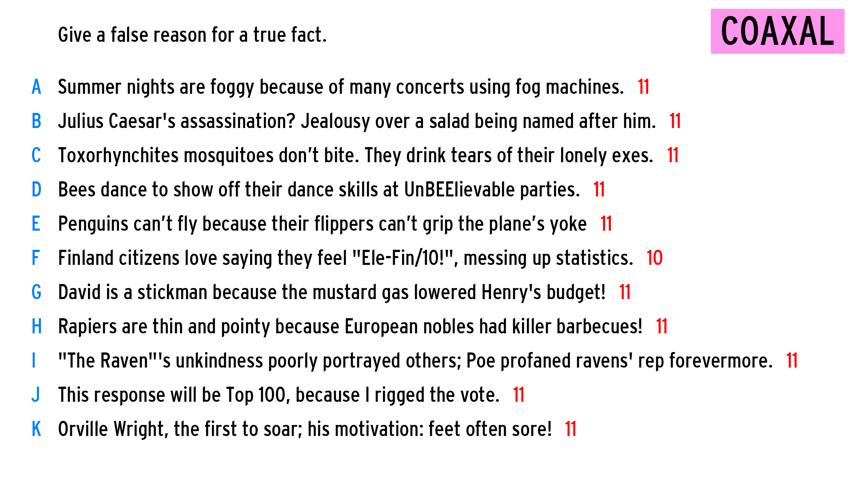 Give a false reason for a true fact.
COAXAL
A Summer nights are foggy because of many concerts using fog machines. 11
B Julius Caesar's assassination? Jealousy over a salad being named after him. 11
C Toxorhynchites mosquitoes don't bite. They drink tears of their lonely exes. 11
D Bees dance to show off their dance skills at UnBEElievable parties. 11
E Penguins can't fly because their flippers can't grip the plane's yoke 11
F Finland citizens love saying they feel "Ele-Fin/10!", messing up statistics. 10
G David is a stickman because the mustard gas lowered Henry's budget! 11
H Rapiers are thin and pointy because European nobles had killer barbecues! 11
I "The Raven"'s unkindness poorly portrayed others; Poe profaned ravens' rep forevermore. 11
J This response will be Top 100, because I rigged the vote. 11
K Orville Wright, the first to soar; his motivation: feet often sore! 11